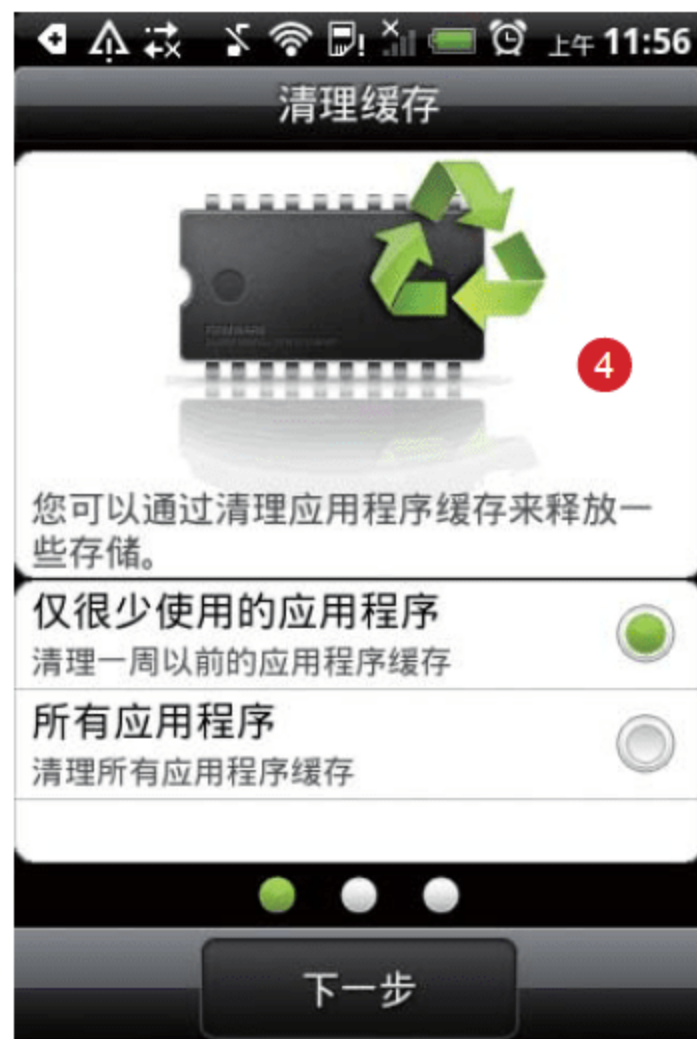 上午 11:56
清理缓存
FIRMWARE
4
您可以通过清理应用程序缓存来释放一
些存储。
仅很少使用的应用程序
清理一周以前的应用程序缓存
所有应用程序
清理所有应用程序缓存
下一步